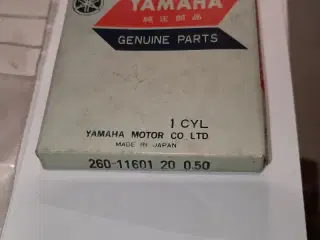 YAMAHA
純正部品
GENUINE PARTS
1 CYL
YAMAHA MOTOR CO LTD.
MADE IN JAPAN
260-11601 20 0.50